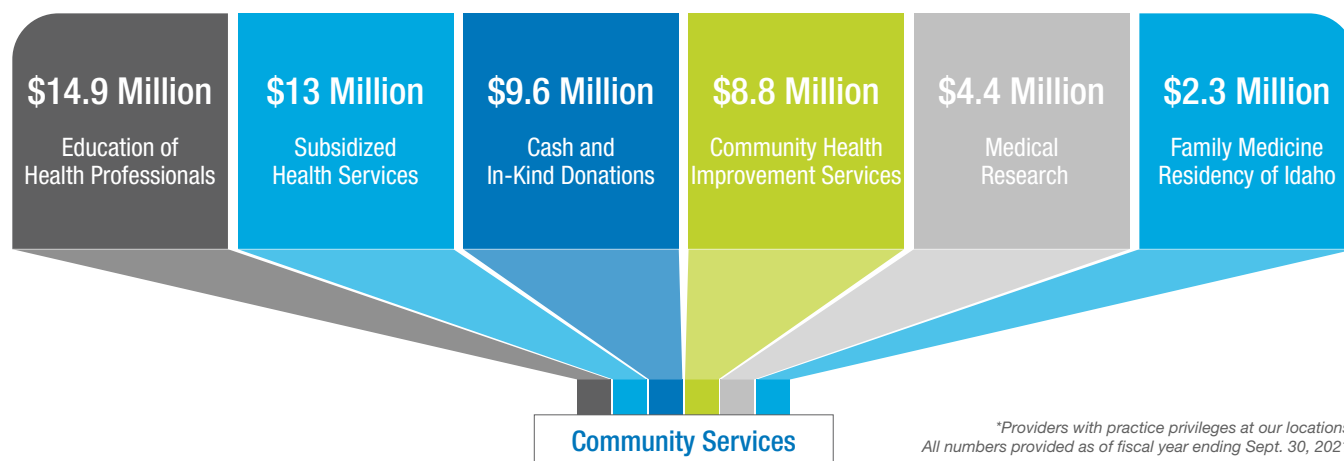 $14.9 Million
Education of
Health Professionals
$13 Million
Subsidized
Health Services
$9.6 Million
Cash and
In-Kind Donations
$8.8 Million
Community Health
Improvement Services
$4.4 Million
Medical
Research
$2.3 Million
Family Medicine
Residency of Idaho
Community Services
*Providers with practice privileges at our locations
All numbers provided as of fiscal year ending Sept. 30,